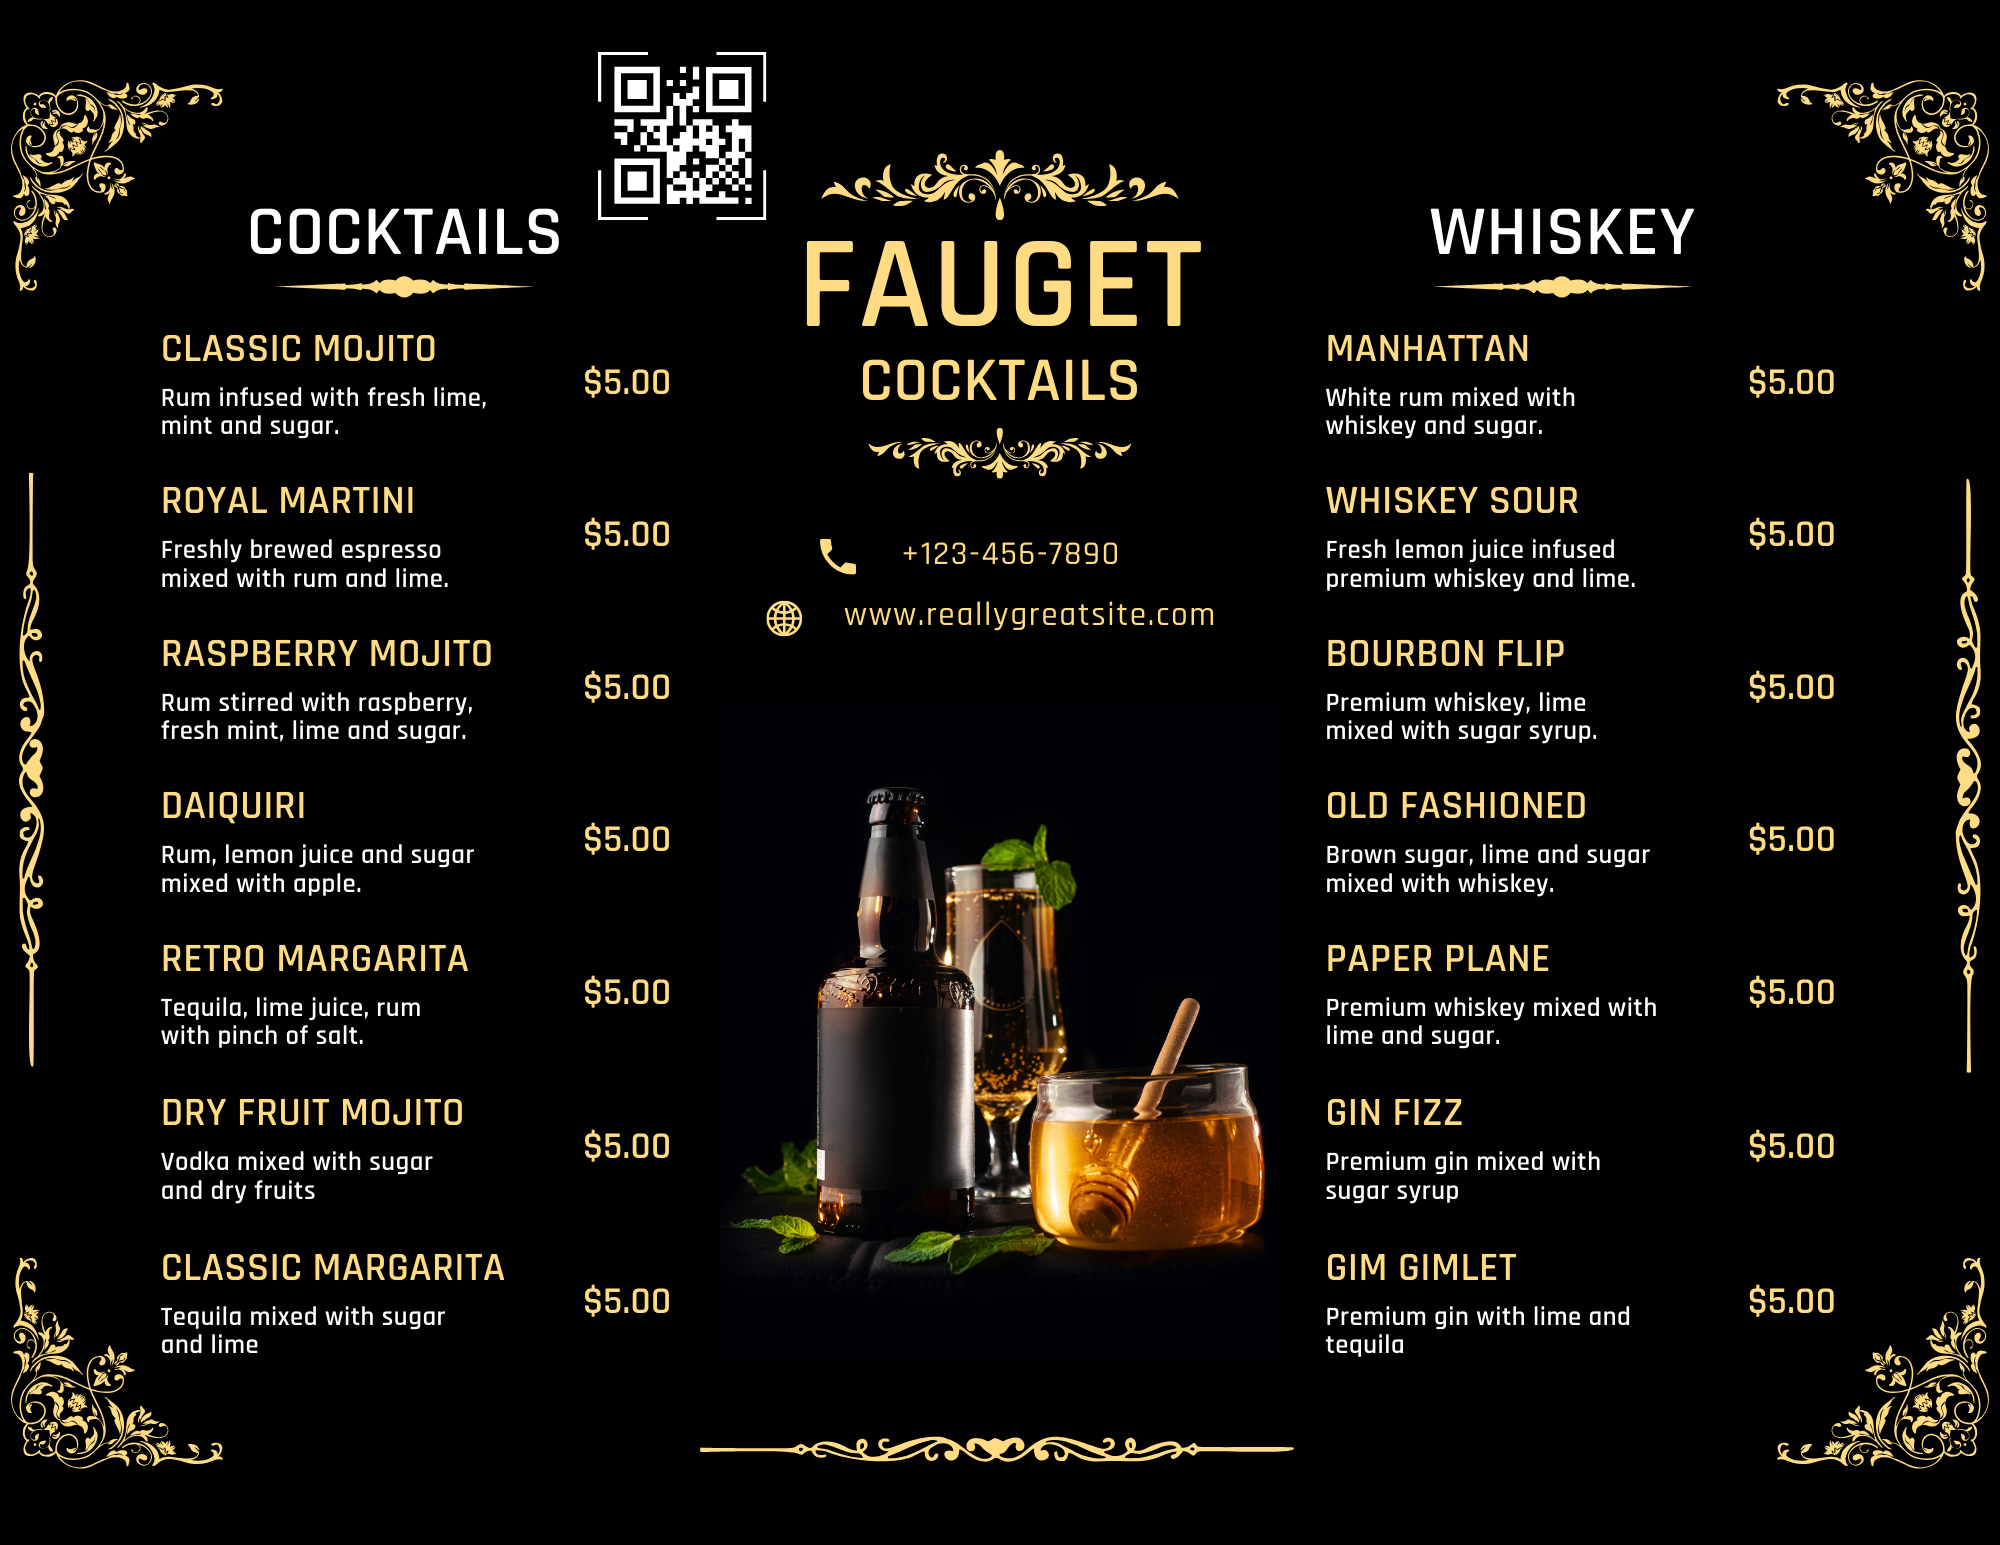 COCKTAILS
CLASSIC MOJITO
Rum infused with fresh lime,
mint and sugar.
$5.00
ROYAL MARTINI
Freshly brewed espresso
mixed with rum and lime.
$5.00
RASPBERRY MOJITO
Rum stirred with raspberry,
fresh mint, lime and sugar.
$5.00
DAIQUIRI
Rum, lemon juice and sugar
mixed with apple.
$5.00
RETRO MARGARITA
Tequila, lime juice, rum
with pinch of salt.
$5.00
DRY FRUIT MOJITO
Vodka mixed with sugar
and dry fruits
$5.00
CLASSIC MARGARITA
Tequila mixed with sugar
and lime
$5.00
FAUGET
COCKTAILS
+123-456-7890
www.reallygreatsite.com
WHISKEY
MANHATTAN
White rum mixed with
whiskey and sugar.
$5.00
WHISKEY SOUR
Fresh lemon juice infused
premium whiskey and lime.
$5.00
BOURBON FLIP
Premium whiskey, lime
mixed with sugar syrup.
$5.00
OLD FASHIONED
Brown sugar, lime and sugar
mixed with whiskey.
$5.00
PAPER PLANE
Premium whiskey mixed with
lime and sugar.
$5.00
GIN FIZZ
Premium gin mixed with
sugar syrup
$5.00
GIM GIMLET
Premium gin with lime and
tequila
$5.00